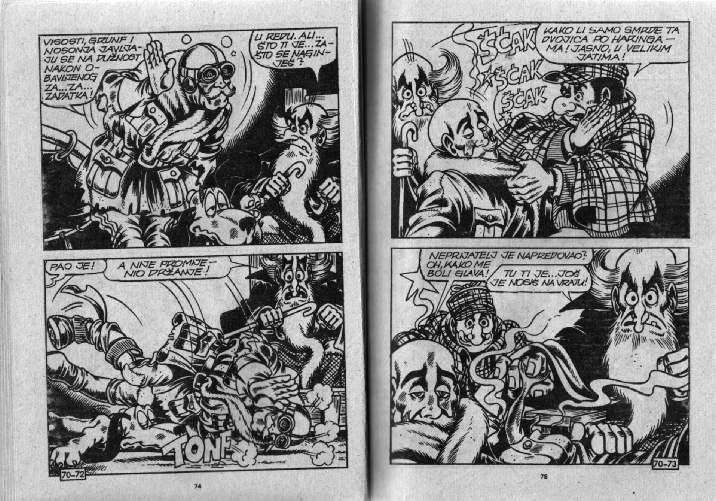 VISOSTI, GRUNF I
NOSONJA JAVLJA-
JU SE NA DUŽNOST
NAKON O-
BAVLJENOG
ZA...ZA...
ZADATKA!
U REDU. ALI...
ŠTO TI JE...ZA-
ŠTO SE NAGIN-
JEŠ?
PAO JE!
A NIJE PROMIJE-
NIO DRŽANJE!
TONF
70-72
74
ŠČAK
ŠČAK
ŠČAK
KAKO LI SAMO SMRDE TA
DVOJICA PO HARINGA-
MA! JASNO, U VELIKIM
JATIMA!
NEPRIJATELJ JE NAPREDOVAO?
OH, KAKO ME
BOLI GLAVA!
TU TI JE...JOŠ
JE NOSIŠ NA VRATU!
70-73
75